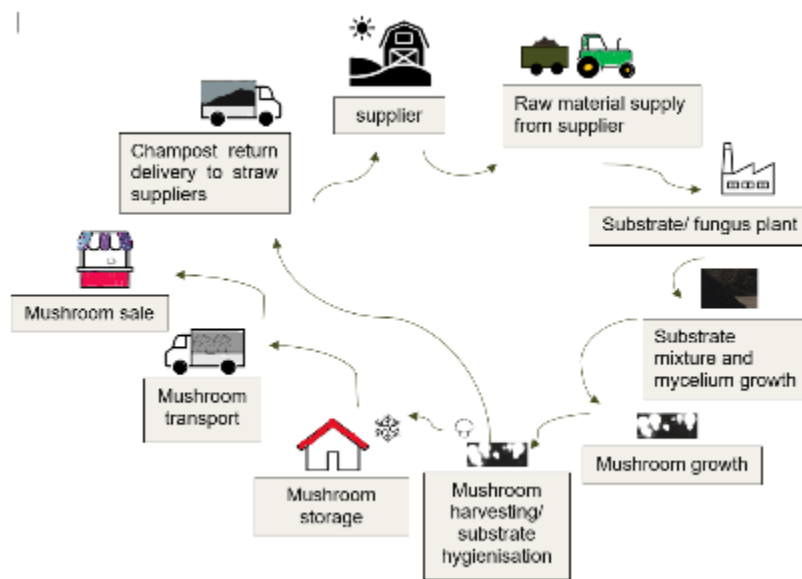 supplier
Raw material supply
from supplier
Champost return
delivery to straw
suppliers
Substrate/ fungus plant
Mushroom sale
Substrate
mixture and
mycelium growth
Mushroom
transport
Mushroom growth
Mushroom
storage
Mushroom
harvesting/
substrate
hygienisation